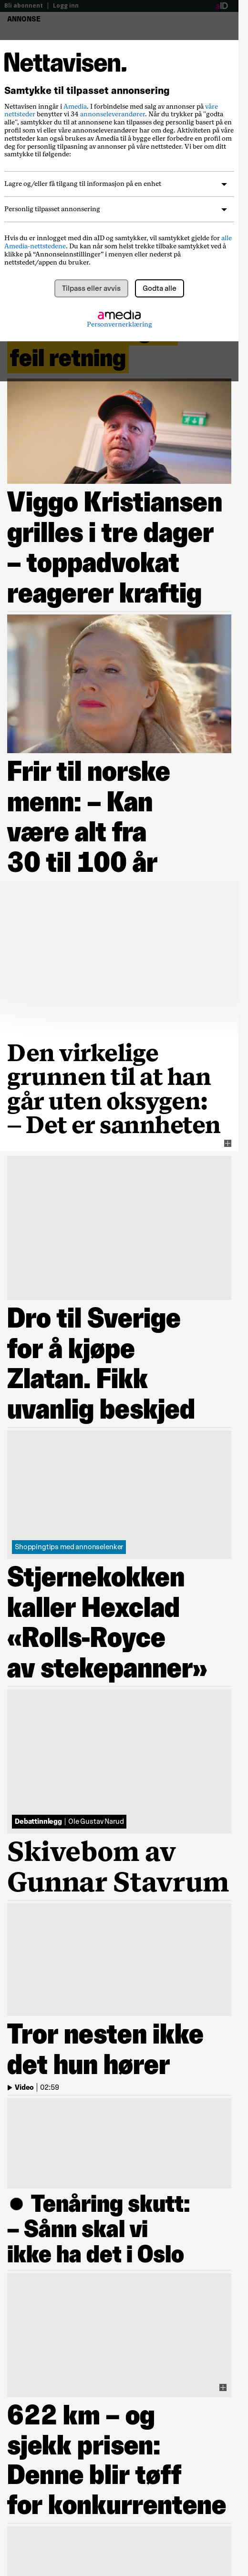 Bli abonnent | Logg inn
ANNONSE
Nettavisen.
Samtykke til tilpasset annonsering
Nettavisen inngår i Amedia. I forbindelse med salg av annonser på våre
nettsteder benytter vi 34 annonseleverandører. Når du trykker på "godta
alle", samtykker du til at annonsene kan tilpasses deg personlig basert på en
profil som vi eller våre annonseleverandører har om deg. Aktiviteten på våre
nettsteder kan også brukes av Amedia til å bygge eller forbedre en profil om
deg for personlig tilpasning av annonser på våre nettsteder. Vi ber om ditt
samtykke til følgende:
Lagre og/eller få tilgang til informasjon på en enhet
Personlig tilpasset annonsering
Hvis du er innlogget med din aID og samtykker, vil samtykket gjelde for alle
Amedia-nettstedene. Du kan når som helst trekke tilbake samtykket ved å
klikke på “Annonseinnstillinger” i menyen eller nederst på
nettstedet/appen du bruker.
Tilpass eller avvis
Godta alle
amedia
Personvernerklæring
feil retning
Viggo Kristiansen
grilles i tre dager
– toppadvokat
reagerer kraftig
Frir til norske
menn: – Kan
være alt fra
30 til 100 år
Den virkelige
grunnen til at han
går uten oksygen:
– Det er sannheten
Dro til Sverige
for å kjøpe
Zlatan. Fikk
uvanlig beskjed
Shoppingtips med annonselenker
Stjernekokken
kaller Hexclad
«Rolls-Royce
av stekepanner»
Debattinnlegg | Ole Gustav Narud
Skivebom av
Gunnar Stavrum
Tror nesten ikke
det hun hører
Video | 02:59
Tenåring skutt:
– Sånn skal vi
ikke ha det i Oslo
622 km – og
sjekk prisen:
Denne blir tøff
for konkurrentene